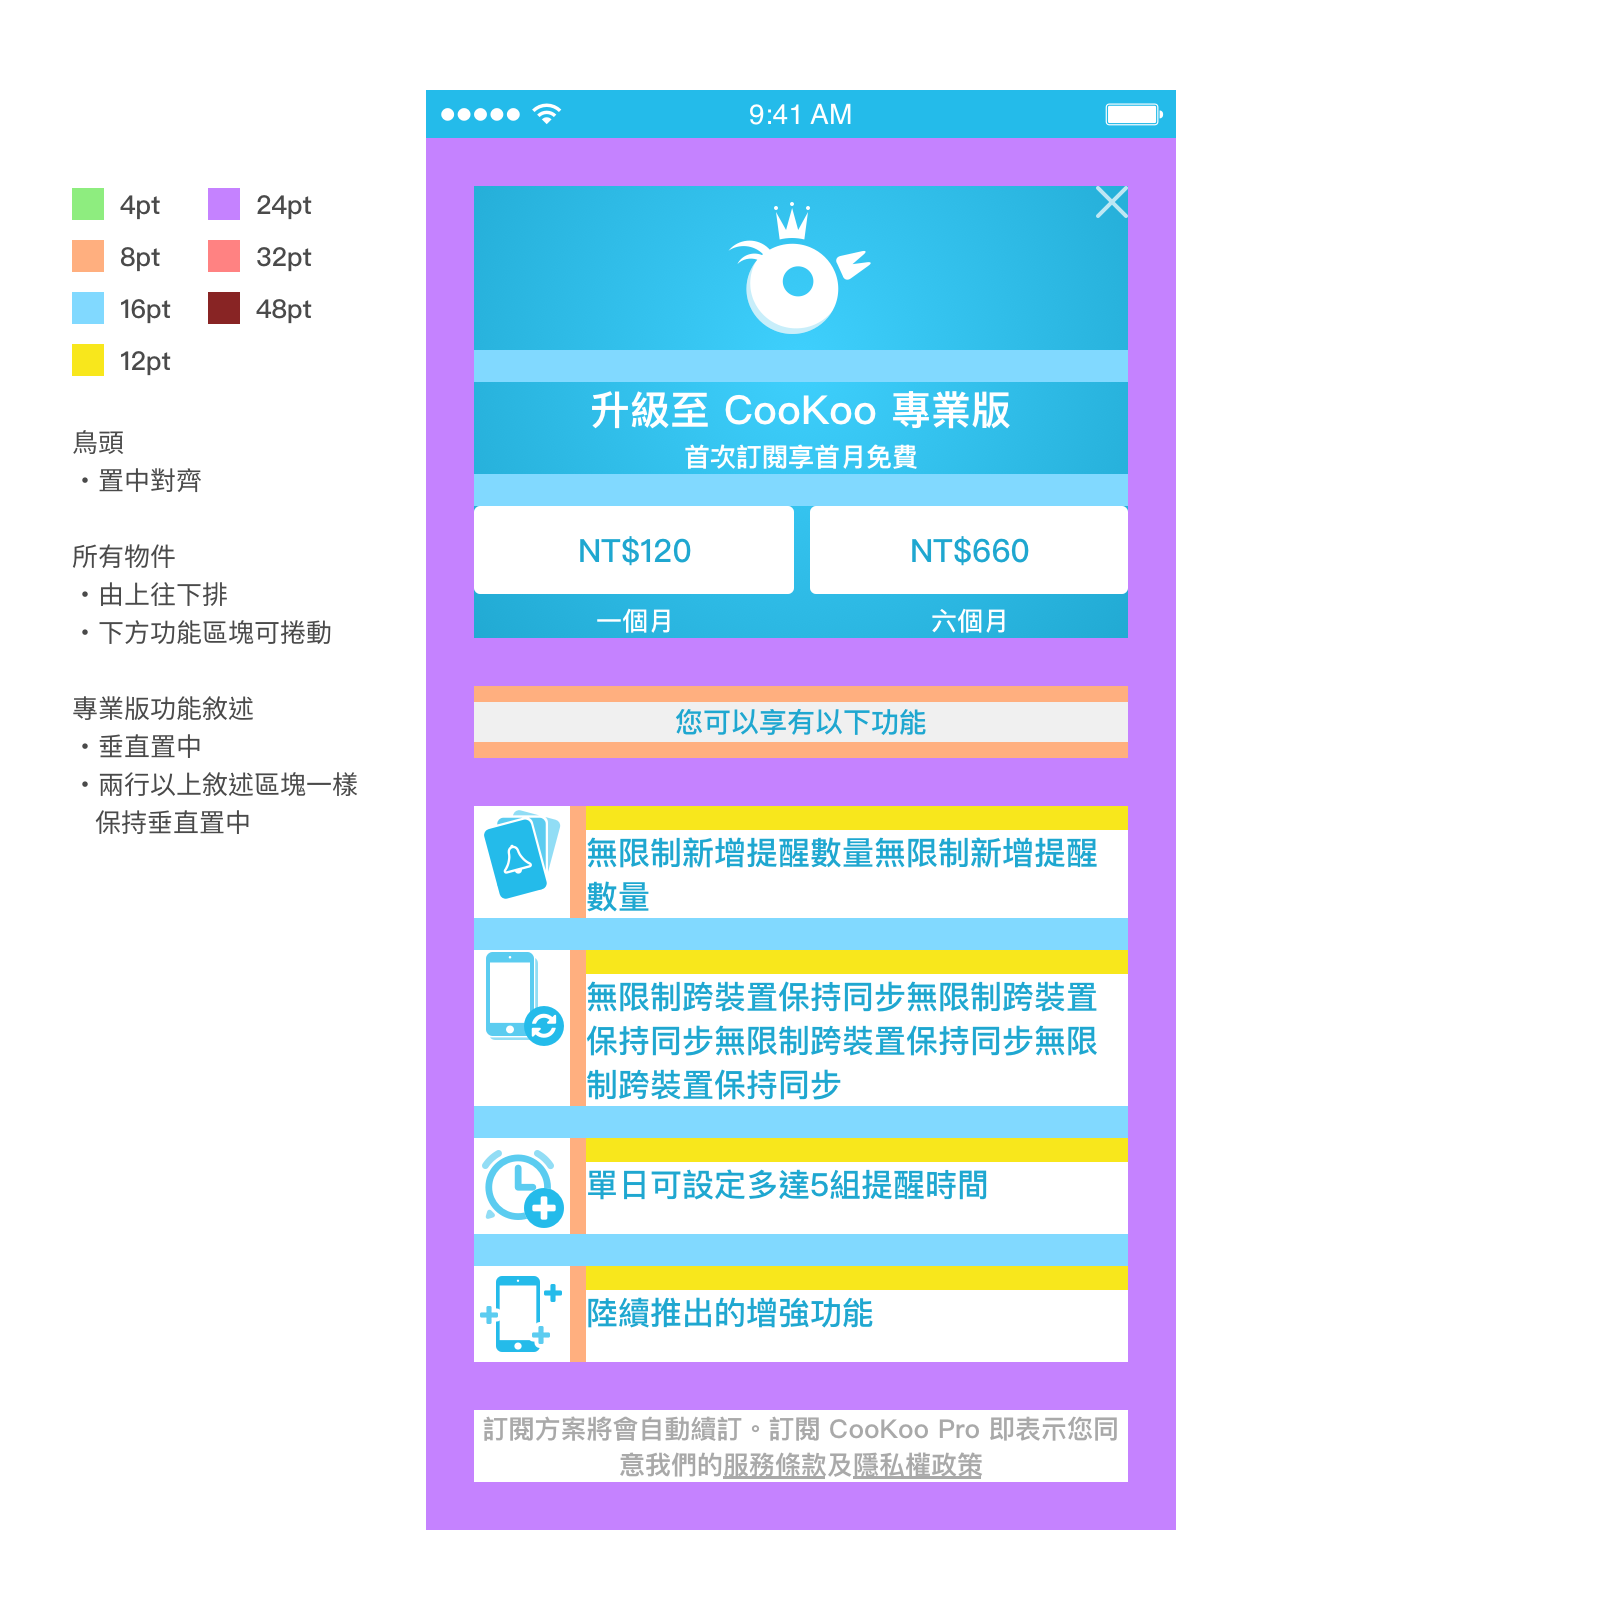 9:41 AM
4pt
24pt
8pt
32pt
16pt
48pt
12pt
鳥頭
・置中對齊
所有物件
・由上往下排
・下方功能區塊可捲動
專業版功能敘述
・垂直置中
・兩行以上敘述區塊一樣
保持垂直置中
升級至 CooKoo 專業版
首次訂閱享首月免費
NT$120
NT$660
一個月
六個月
您可以享有以下功能
無限制新增提醒數量無限制新增提醒
數量
無限制跨裝置保持同步無限制跨裝置
保持同步無限制跨裝置保持同步無限
制跨裝置保持同步
單日可設定多達5組提醒時間
陸續推出的增強功能
訂閱方案將會自動續訂。訂閱 CooKoo Pro 即表示您同
意我們的服務條款及隱私權政策